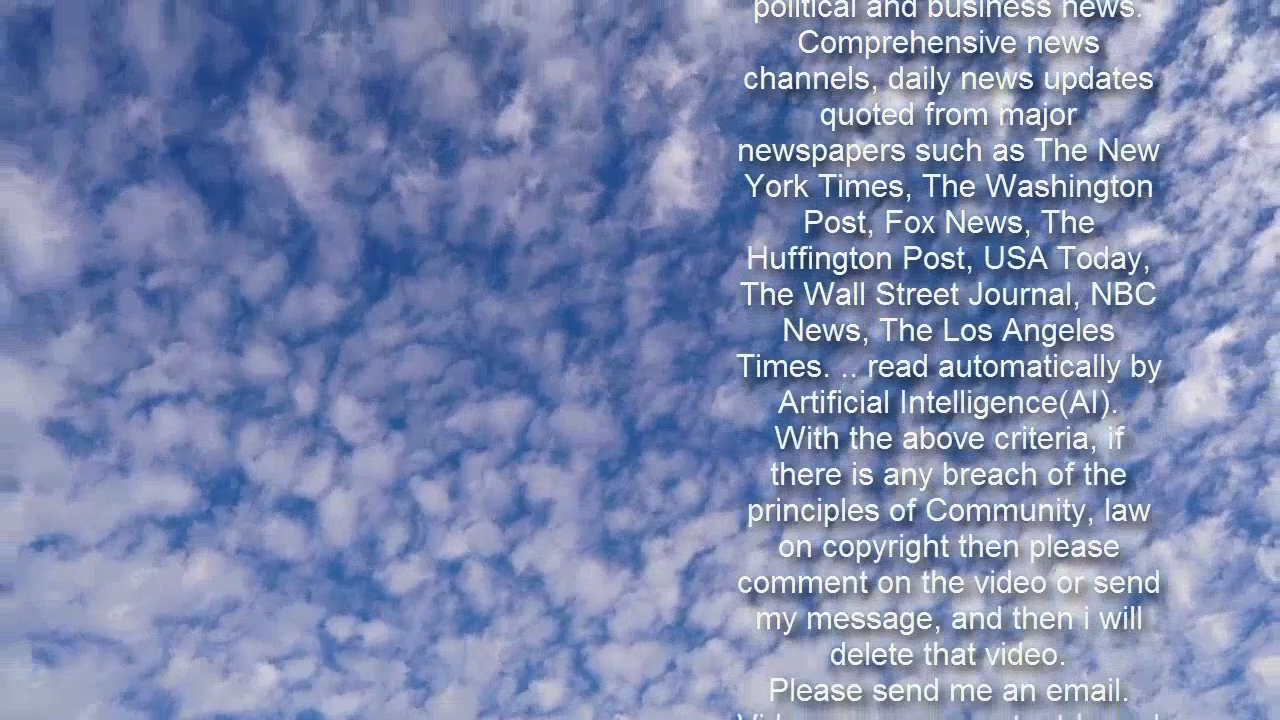 political and business news.
Comprehensive news
channels, daily news updates
quoted from major
newspapers such as The New
York Times, The Washington
Post, Fox News, The
Huffington Post, USA Today,
The Wall Street Journal, NBC
News, The Los Angeles
Times. .. read automatically by
Artificial Intelligence(AI).
With the above criteria, if
there is any breach of the
principles of Community, law
on copyright then please
comment on the video or send
my message, and then i will
delete that video.
Please send me an email.